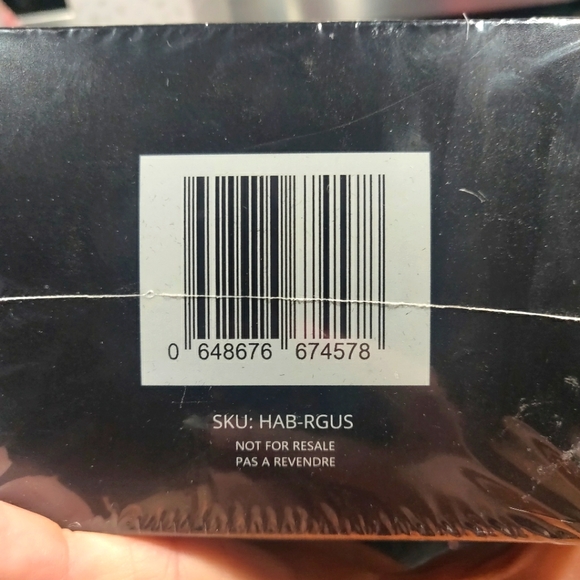 0 648676 674578
SKU: HAB-RGUS
NOT FOR RESALE
PAS A REVENDRE